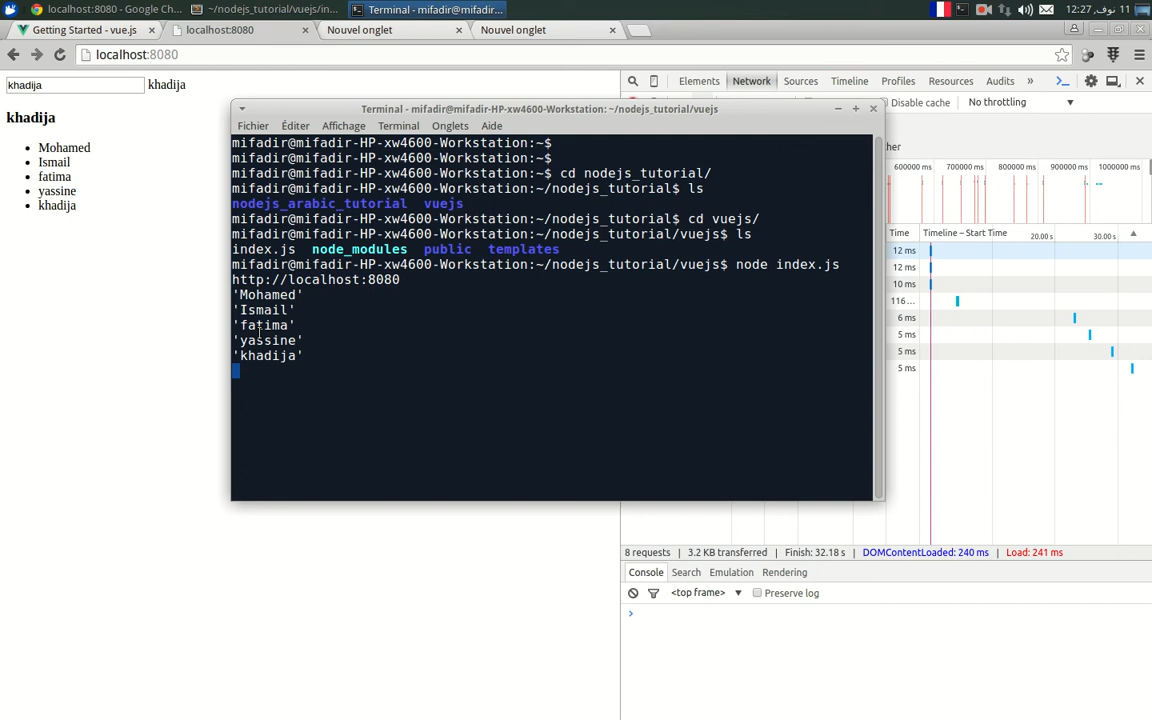 localhost:8080 - Google Ch...
~/nodejs_tutorial/vuejs/in...
Terminal - mifadir@mifadir...
11 نوف, 12:27
Getting Started - vue.js
localhost:8080
Nouvel onglet
Nouvel onglet
localhost:8080
khadija khadija
khadija
Mohamed
Ismail
fatima
yassine
khadija
Terminal - mifadir@mifadir-HP-xw4600-Workstation: ~/nodejs_tutorial/vuejs
Fichier Éditer Affichage Terminal Onglets Aide
mifadir@mifadir-HP-xw4600-Workstation:~$
mifadir@mifadir-HP-xw4600-Workstation:~$
mifadir@mifadir-HP-xw4600-Workstation:~$ cd nodejs_tutorial/
mifadir@mifadir-HP-xw4600-Workstation:~/nodejs_tutorial$ ls
nodejs_arabic_tutorial vuejs
mifadir@mifadir-HP-xw4600-Workstation:~/nodejs_tutorial$ cd vuejs/
mifadir@mifadir-HP-xw4600-Workstation:~/nodejs_tutorial/vuejs$ ls
index.js node_modules public templates
mifadir@mifadir-HP-xw4600-Workstation:~/nodejs_tutorial/vuejs$ node index.js
http://localhost:8080
'Mohamed'
'Ismail'
'fatima'
'yassine'
'khadija'
Elements Network Sources Timeline Profiles Resources Audits »
Disable cache No throttling
her
600000 ms 700000 ms 800000 ms 900000 ms 1000000 ms
Time Timeline – Start Time 20.00 s 30.00 s
12 ms
12 ms
10 ms
116 ...
6 ms
5 ms
5 ms
5 ms
8 requests | 3.2 KB transferred | Finish: 32.18 s | DOMContentLoaded: 240 ms | Load: 241 ms
Console Search Emulation Rendering
<top frame> Preserve log
>